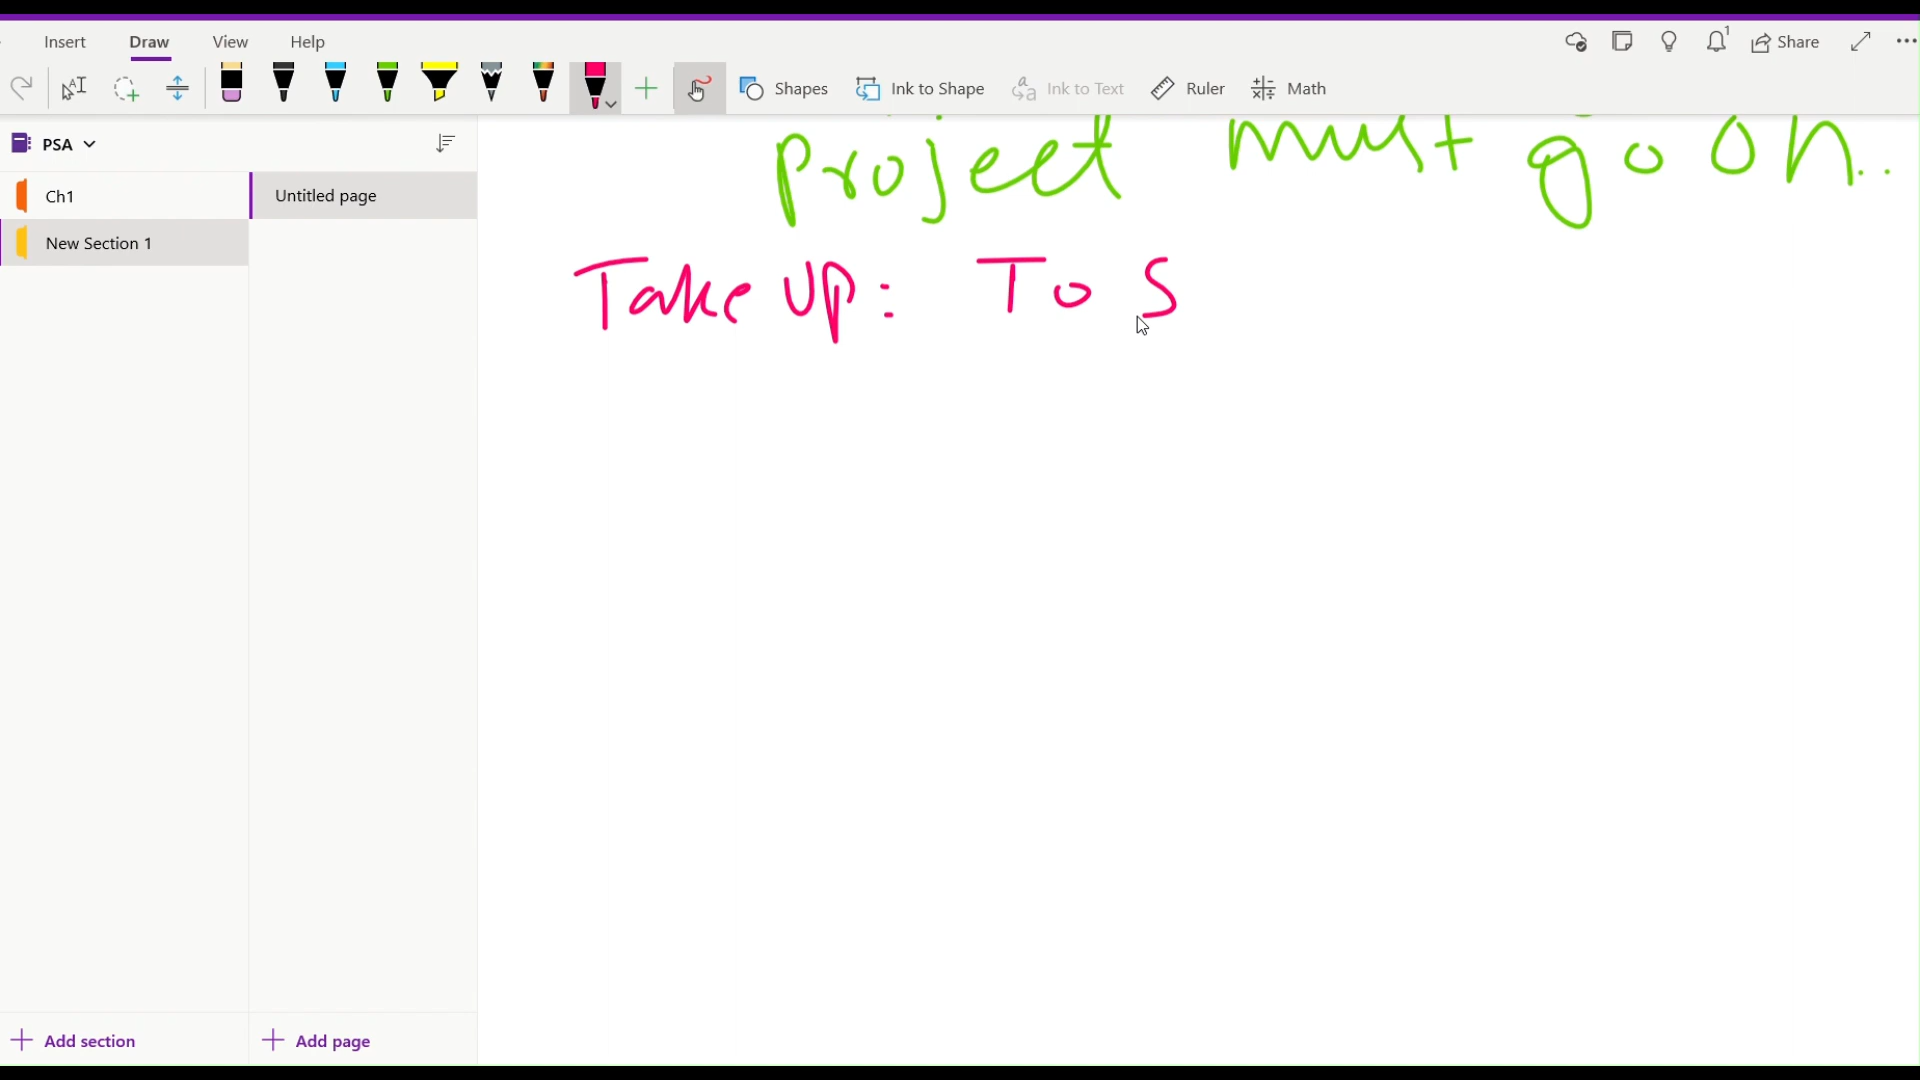 Insert Draw View Help 1 Share
Shapes Ink to Shape Ink to Text Ruler Math
PSA
Ch1 Untitled page
New Section 1
project must go on..
Take UP: To S
Add section Add page